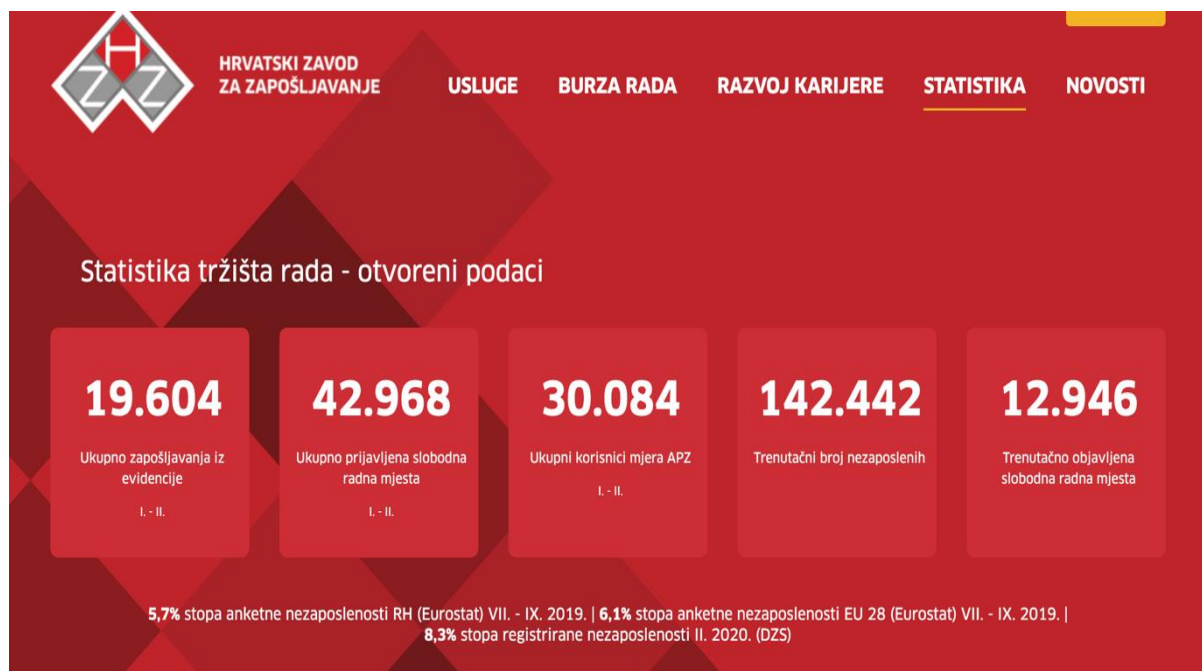 HZZ
HRVATSKI ZAVOD
ZA ZAPOŠLJAVANJE
USLUGE
BURZA RADA
RAZVOJ KARIJERE
STATISTIKA
NOVOSTI
Statistika tržišta rada - otvoreni podaci
19.604
Ukupno zapošljavanja iz
evidencije
I. - II.
42.968
Ukupno prijavljena slobodna
radna mjesta
I. - II.
30.084
Ukupni korisnici mjera APZ
I. - II.
142.442
Trenutačni broj nezaposlenih
12.946
Trenutačno objavljena
slobodna radna mjesta
5,7% stopa anketne nezaposlenosti RH (Eurostat) VII. - IX. 2019. | 6,1% stopa anketne nezaposlenosti EU 28 (Eurostat) VII. - IX. 2019. |
8,3% stopa registrirane nezaposlenosti II. 2020. (DZS)